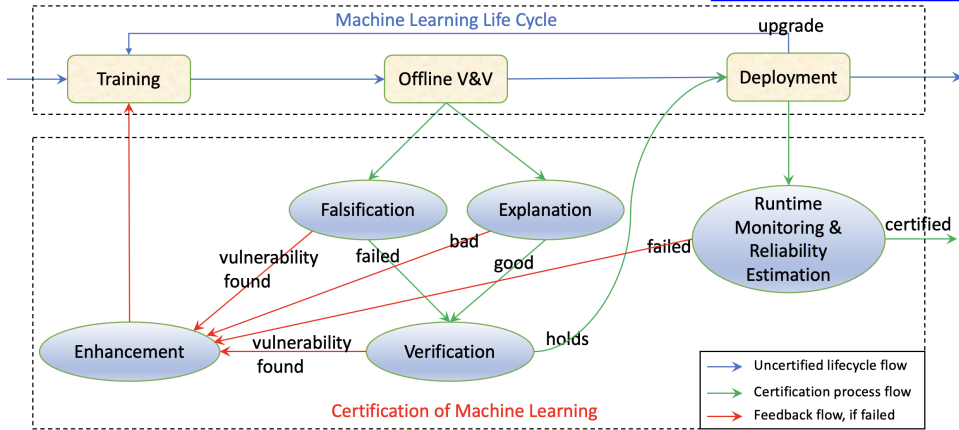 Machine Learning Life Cycle
upgrade
Training
Offline V&V
Deployment
Falsification
Explanation
Runtime
Monitoring &
Reliability
Estimation
certified
vulnerability
found
failed
bad
good
failed
Enhancement
vulnerability
found
Verification
holds
Uncertified lifecycle flow
Certification process flow
Feedback flow, if failed
Certification of Machine Learning